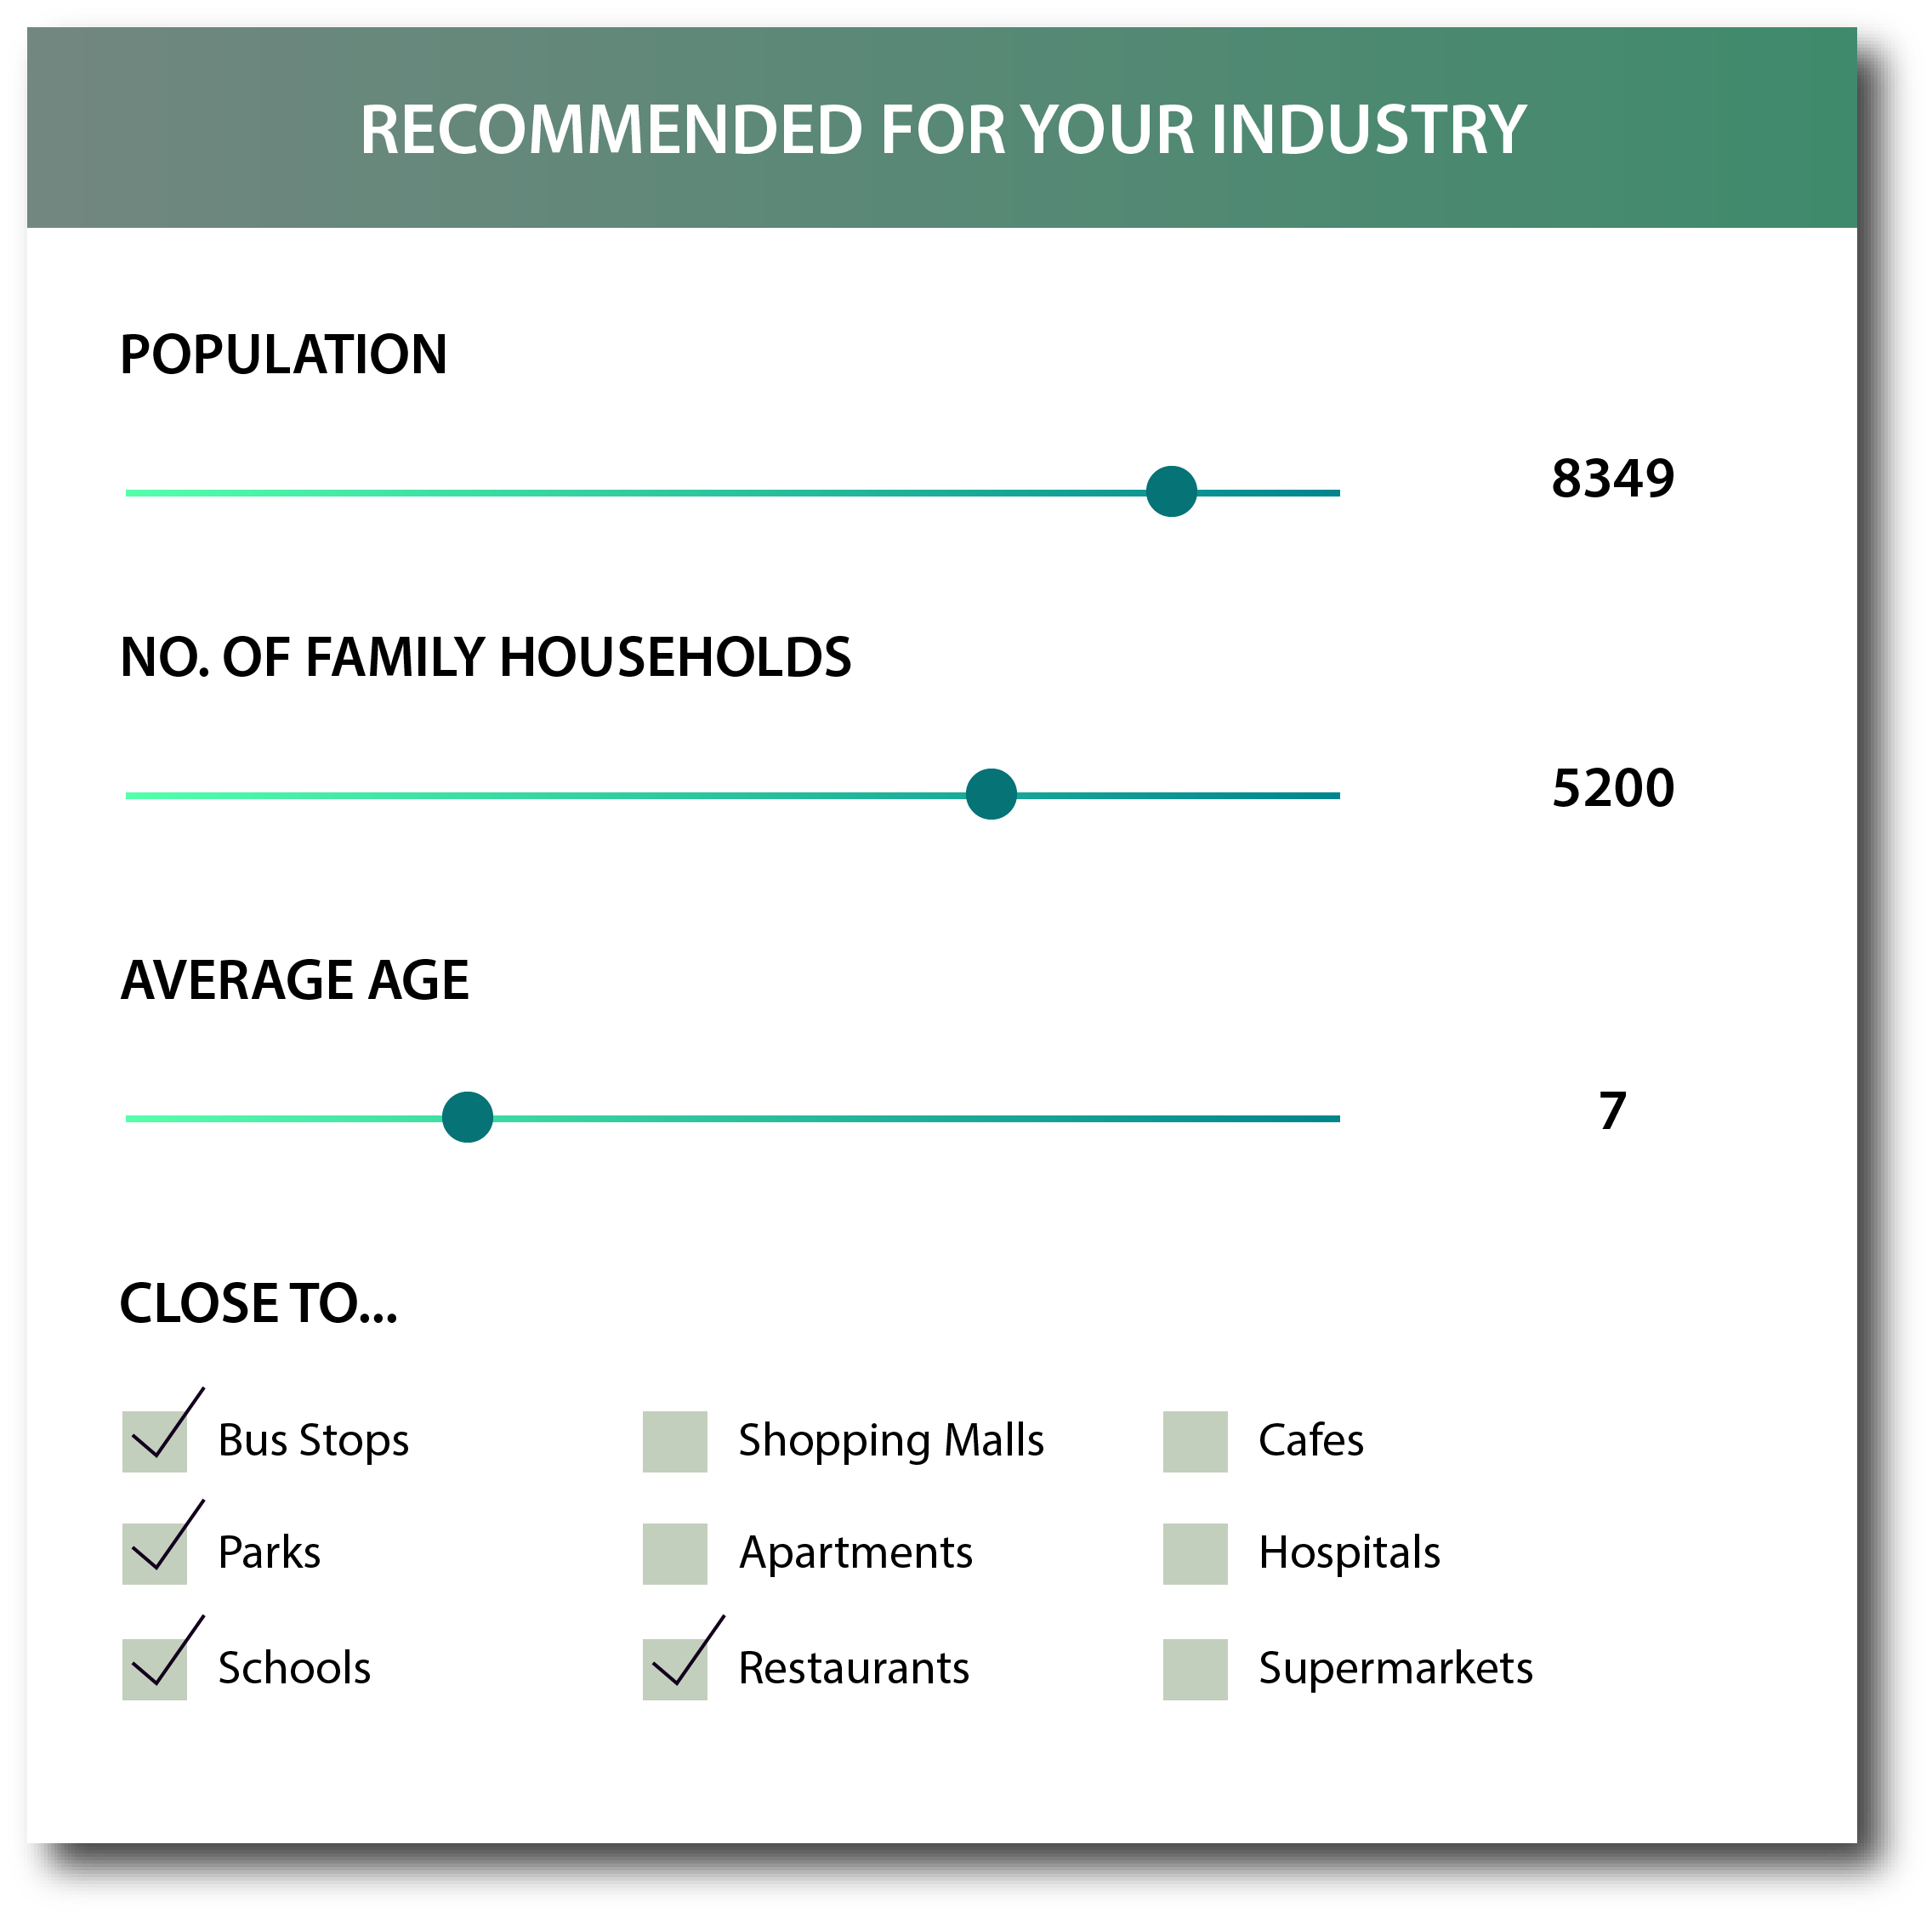 RECOMMENDED FOR YOUR INDUSTRY
POPULATION
8349
NO. OF FAMILY HOUSEHOLDS
5200
AVERAGE AGE
7
CLOSE TO...
Bus Stops Shopping Malls Cafes
Parks Apartments Hospitals
Schools Restaurants Supermarkets